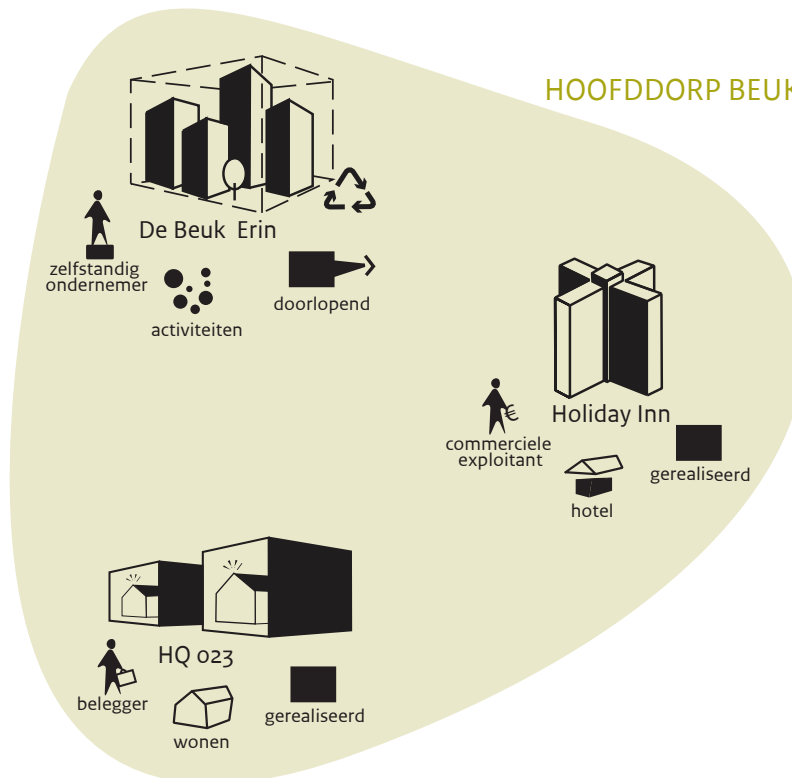 HOOFDDORP BEUK
De Beuk Erin
zelfstandig
ondernemer
activiteiten
doorlopend
Holiday Inn
commerciele
exploitant
hotel
gerealiseerd
HQ 023
belegger
wonen
gerealiseerd